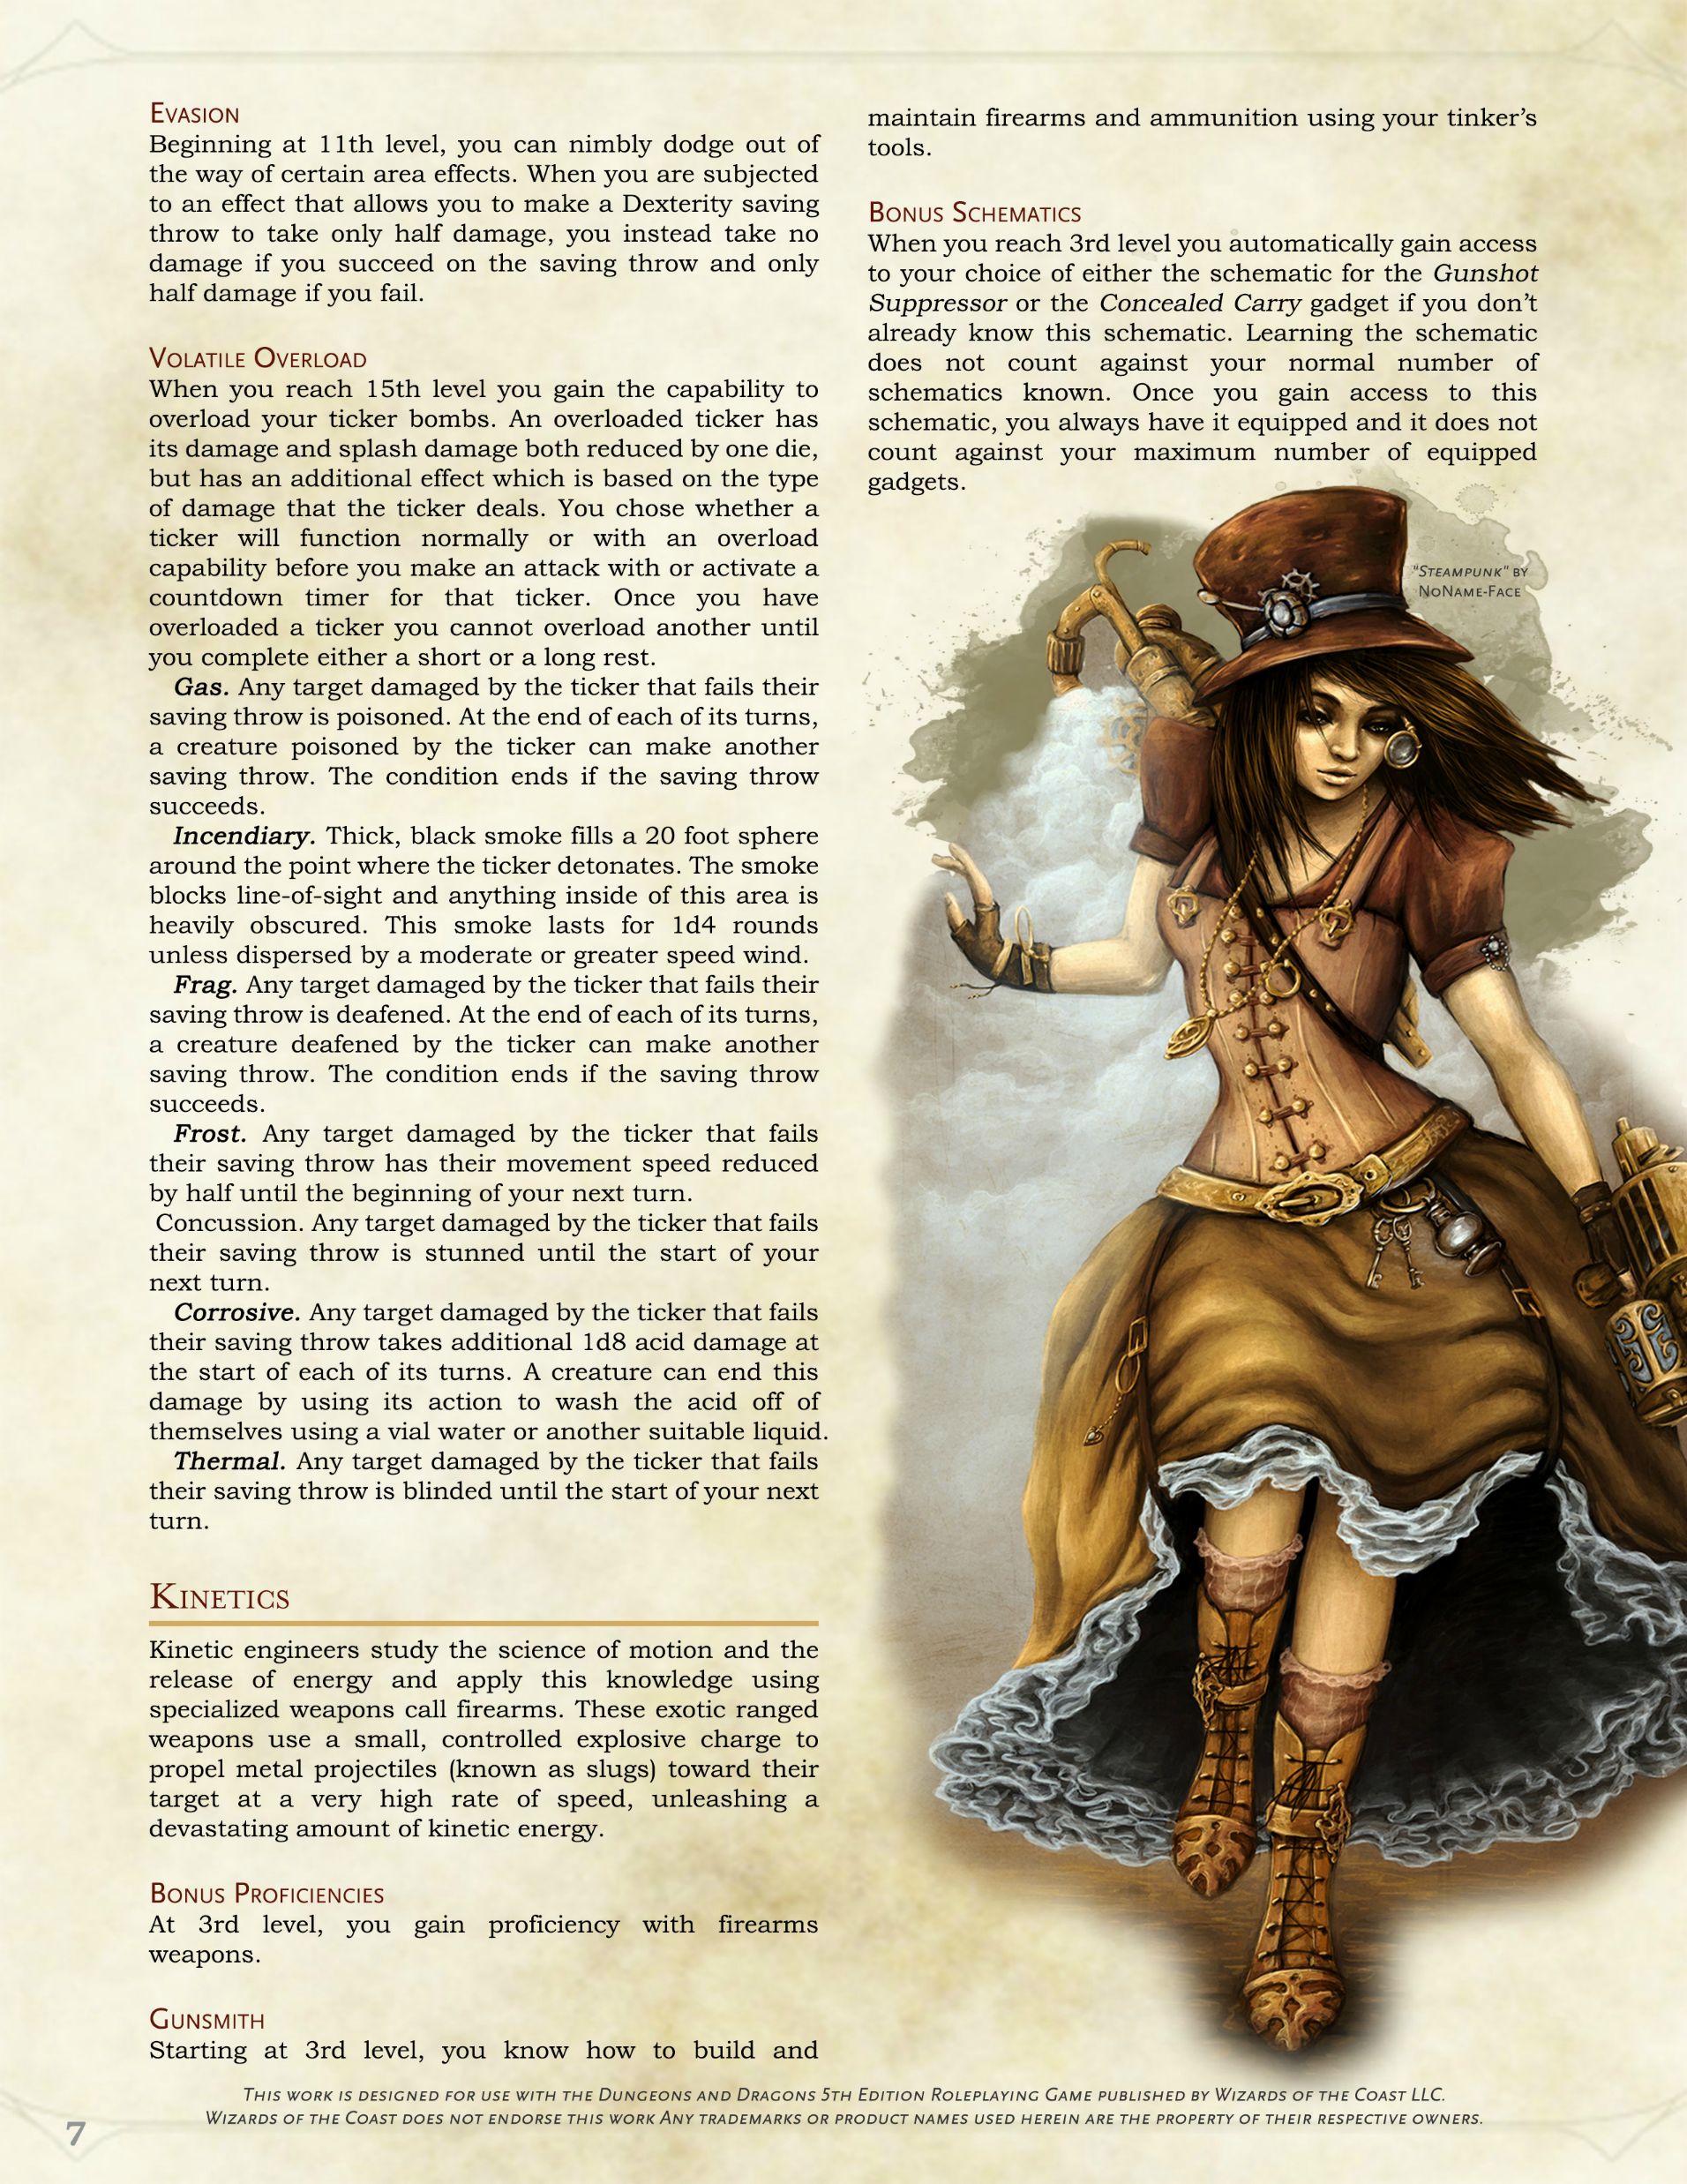 Evasion
Beginning at 11th level, you can nimbly dodge out of
the way of certain area effects. When you are subjected
to an effect that allows you to make a Dexterity saving
throw to take only half damage, you instead take no
damage if you succeed on the saving throw and only
half damage if you fail.
Volatile Overload
When you reach 15th level you gain the capability to
overload your ticker bombs. An overloaded ticker has
its damage and splash damage both reduced by one die,
but has an additional effect which is based on the type
of damage that the ticker deals. You chose whether a
ticker will function normally or with an overload
capability before you make an attack with or activate a
countdown timer for that ticker. Once you have
overloaded a ticker you cannot overload another until
you complete either a short or a long rest.
Gas. Any target damaged by the ticker that fails their
saving throw is poisoned. At the end of each of its turns,
a creature poisoned by the ticker can make another
saving throw. The condition ends if the saving throw
succeeds.
Incendiary. Thick, black smoke fills a 20 foot sphere
around the point where the ticker detonates. The smoke
blocks line-of-sight and anything inside of this area is
heavily obscured. This smoke lasts for 1d4 rounds
unless dispersed by a moderate or greater speed wind.
Frag. Any target damaged by the ticker that fails their
saving throw is deafened. At the end of each of its turns,
a creature deafened by the ticker can make another
saving throw. The condition ends if the saving throw
succeeds.
Frost. Any target damaged by the ticker that fails
their saving throw has their movement speed reduced
by half until the beginning of your next turn.
Concussion. Any target damaged by the ticker that fails
their saving throw is stunned until the start of your
next turn.
Corrosive. Any target damaged by the ticker that fails
their saving throw takes additional 1d8 acid damage at
the start of each of its turns. A creature can end this
damage by using its action to wash the acid off of
themselves using a vial water or another suitable liquid.
Thermal. Any target damaged by the ticker that fails
their saving throw is blinded until the start of your next
turn.
Kinetics
Kinetic engineers study the science of motion and the
release of energy and apply this knowledge using
specialized weapons call firearms. These exotic ranged
weapons use a small, controlled explosive charge to
propel metal projectiles (known as slugs) toward their
target at a very high rate of speed, unleashing a
devastating amount of kinetic energy.
Bonus Proficiencies
At 3rd level, you gain proficiency with firearms
weapons.
Gunsmith
Starting at 3rd level, you know how to build and
maintain firearms and ammunition using your tinker's
tools.
Bonus Schematics
When you reach 3rd level you automatically gain access
to your choice of either the schematic for the Gunshot
Suppressor or the Concealed Carry gadget if you don't
already know this schematic. Learning the schematic
does not count against your normal number of
schematics known. Once you gain access to this
schematic, you always have it equipped and it does not
count against your maximum number of equipped
gadgets.
"Steampunk" by
NoName-Face
This work is designed for use with the Dungeons and Dragons 5th Edition Roleplaying Game published by Wizards of the Coast LLC.
Wizards of the Coast does not endorse this work Any trademarks or product names used herein are the property of their respective owners.
7